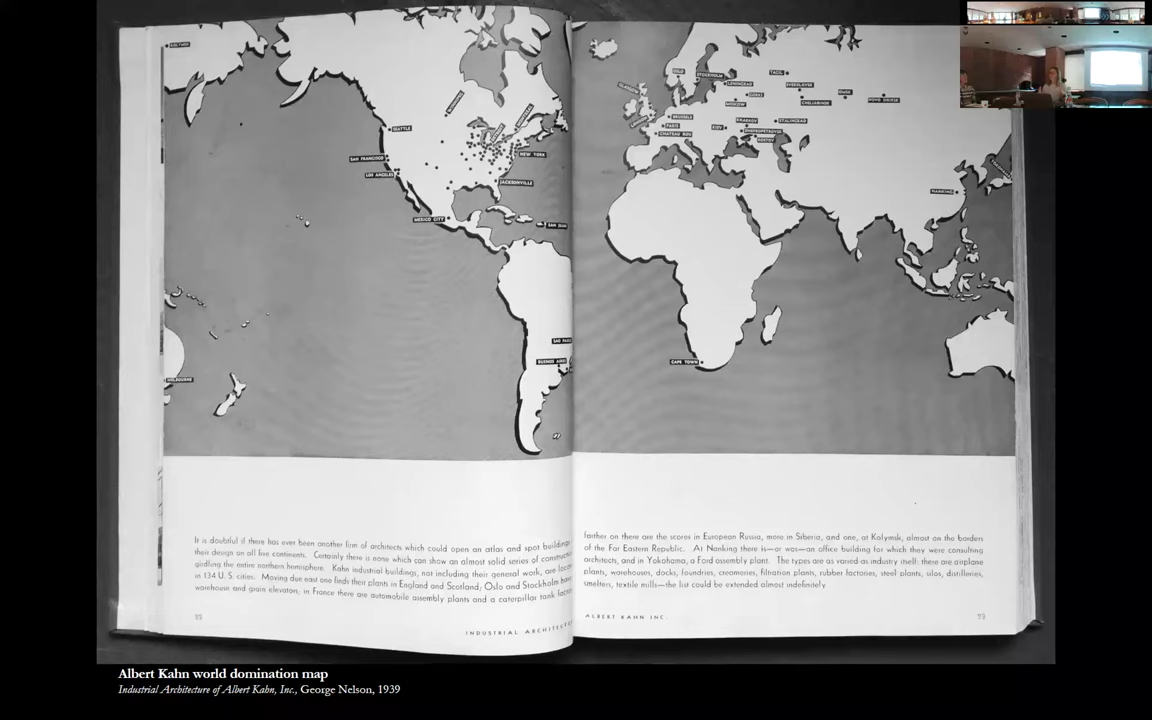 KOLYMSK
SEATTLE
SAN FRANCISCO
LOS ANGELES
MEXICO CITY
NEW YORK
JACKSONVILLE
SAN JUAN
SAO PAUL
BUENOS AIRES
MELBOURNE
OSLO
STOCKHOLM
LENINGRAD
GORKI
MOSCOW
TAGIL
OMSK
NOVO
BRUSSELS
PARIS
CHATEAU
KIEV
KHARKOV
STALINGRAD
NANKING
CAPE TOWN
It is doubtful if there has ever been another firm of architects which could open an atlas and spot buildings
their design on all five continents. Certainly there is none which can show an almost solid series of construction
girdling the entire northern hemisphere. Kahn industrial buildings, not including their general work, are
in 134 U. S. cities. Moving due east one finds their plants in England and Scotland; Oslo and Stockholm have
warehouse and grain elevators; in France there are automobile assembly plants and a caterpillar tank
INDUSTRIAL
farther on there are the scores in European Russia, more in Siberia, and one, at Kolymsk, almost on the borders
of the Far Eastern Republic. At Nanking there is—or was—an office building for which they were consulting
architects, and in Yokohama, a Ford assembly plant. The types are as varied as industry itself: there are airplane
plants, warehouses, docks, foundries, creameries, filtration plants, rubber factories, steel plants, silos, distilleries,
smelters, textile mills—the list could be extended almost indefinitely
ALBERT KAHN INC.
Albert Kahn world domination map
Industrial Architecture of Albert Kahn, Inc., George Nelson, 1939